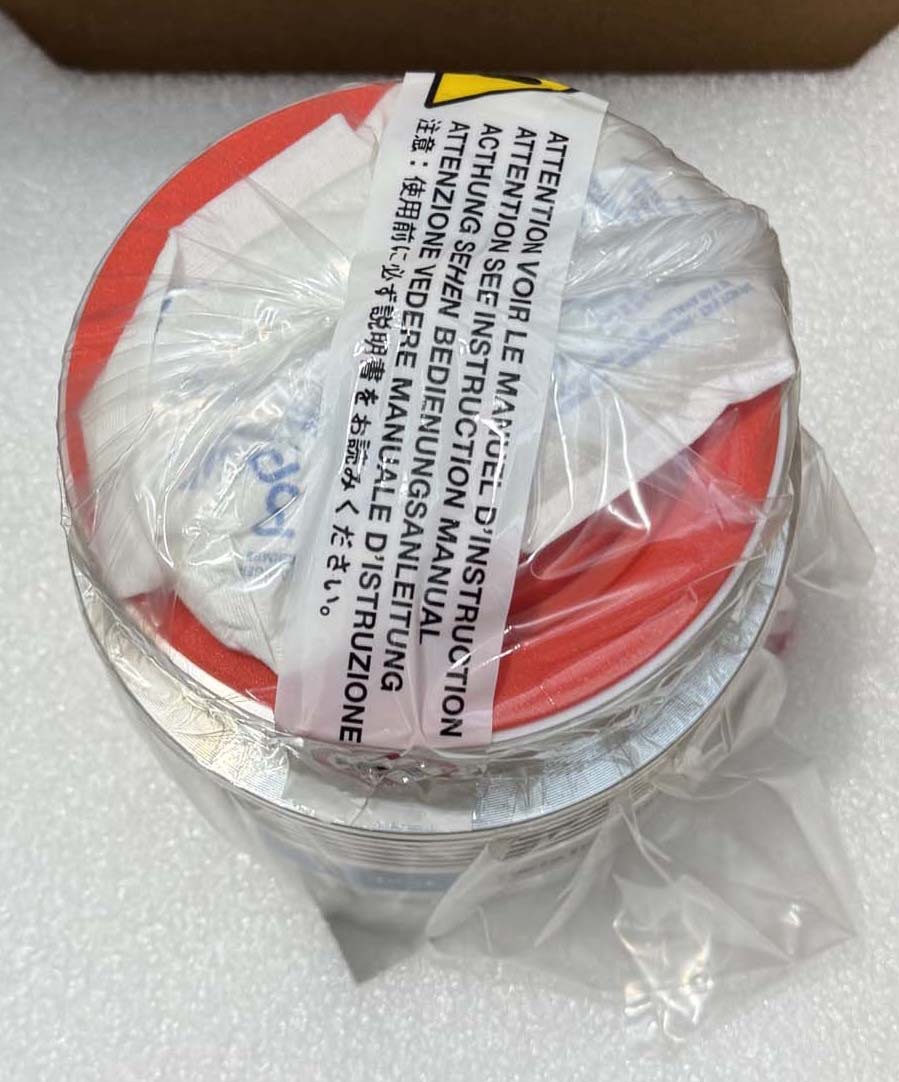 ATTENTION VOIR LE MANUEL D'INSTRUCTION
ATTENTION SEE INSTRUCTION MANUAL
ACTHUNG SEHEN BEDIENUNGSANLEITUNG
ATTENZIONE VEDERE MANUALE D'ISTRUZIONE
注意：使用前に必ず説明書をお読みください。